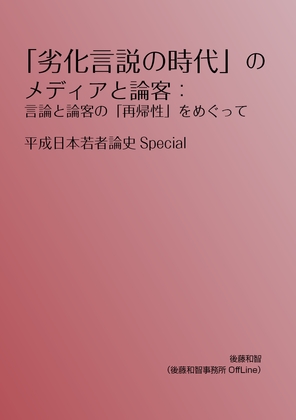 「劣化言説の時代」の
メディアと論客：
言論と論客の「再帰性」をめぐって
平成日本若者論史 Special
後藤和智
（後藤和智事務所 OffLine）